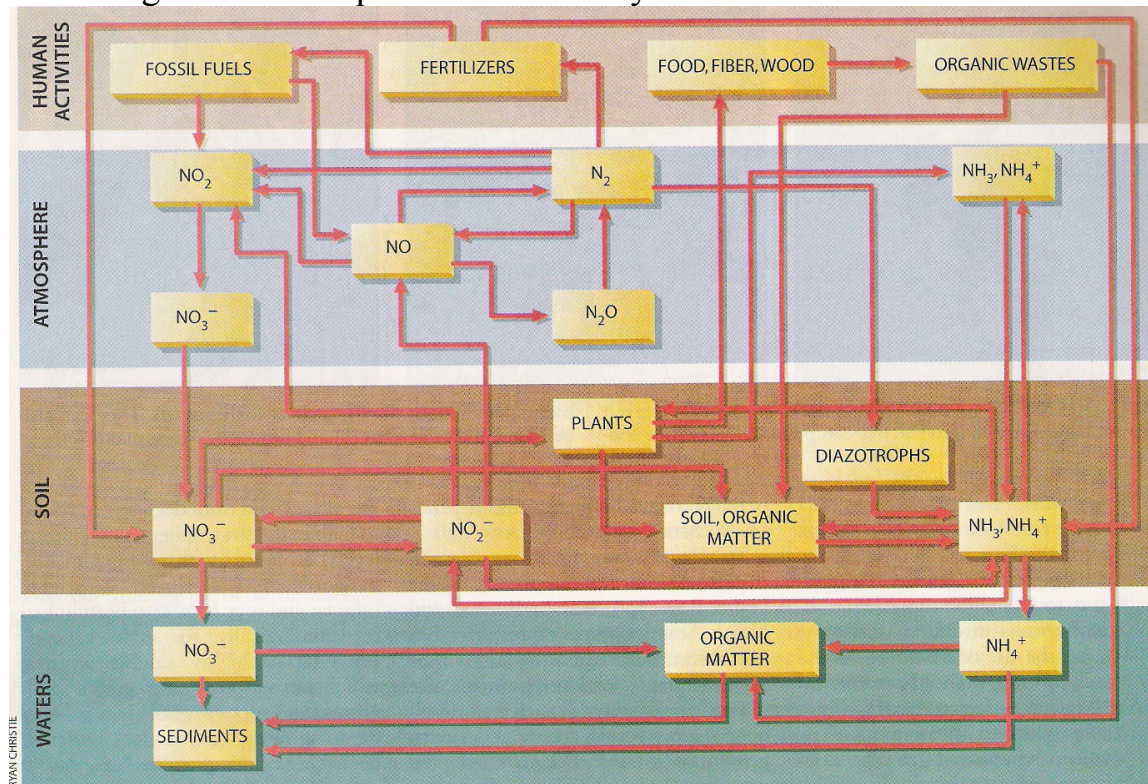 HUMAN
ACTIVITIES
FOSSIL FUELS
FERTILIZERS
FOOD, FIBER, WOOD
ORGANIC WASTES
ATMOSPHERE
NO₂
N₂
NH₃, NH₄⁺
NO
NO₃⁻
N₂O
SOIL
PLANTS
DIAZOTROPHS
NO₃⁻
NO₂⁻
SOIL, ORGANIC
MATTER
NH₃, NH₄⁺
WATERS
NO₃⁻
ORGANIC
MATTER
NH₄⁺
SEDIMENTS
RYAN CHRISTIE